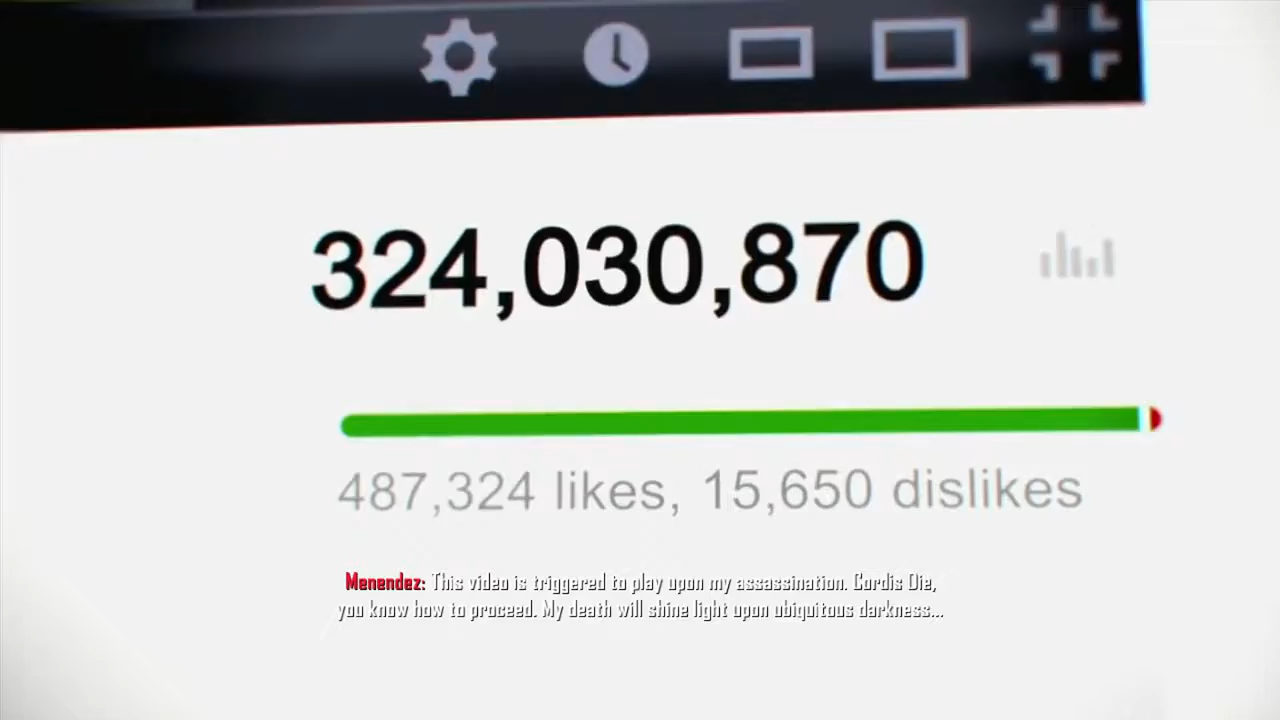 324,030,870
487,324 likes, 15,650 dislikes
Menendez: This video is triggered to play upon my assassination. Cordis Die,
you know how to proceed. My death will shine light upon ubiquitous darkness...